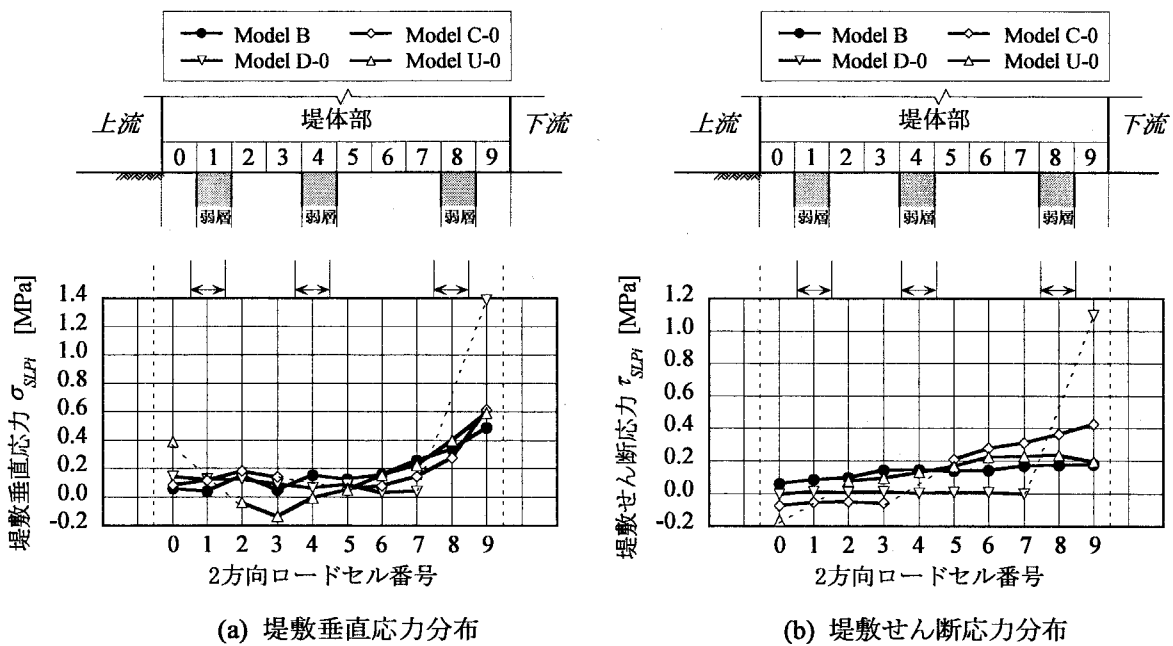 Model B Model C-0
Model D-0 Model U-0
上流 堤体部 下流
0 1 2 3 4 5 6 7 8 9
弱層 弱層 弱層
堤敷垂直応力 σSLPi [MPa]
1.4
1.2
1.0
0.8
0.6
0.4
0.2
0.0
-0.2
0 1 2 3 4 5 6 7 8 9
2方向ロードセル番号
(a) 堤敷垂直応力分布
Model B Model C-0
Model D-0 Model U-0
上流 堤体部 下流
0 1 2 3 4 5 6 7 8 9
弱層 弱層 弱層
堤敷せん断応力 τSLPi [MPa]
1.2
1.0
0.8
0.6
0.4
0.2
0.0
-0.2
0 1 2 3 4 5 6 7 8 9
2方向ロードセル番号
(b) 堤敷せん断応力分布